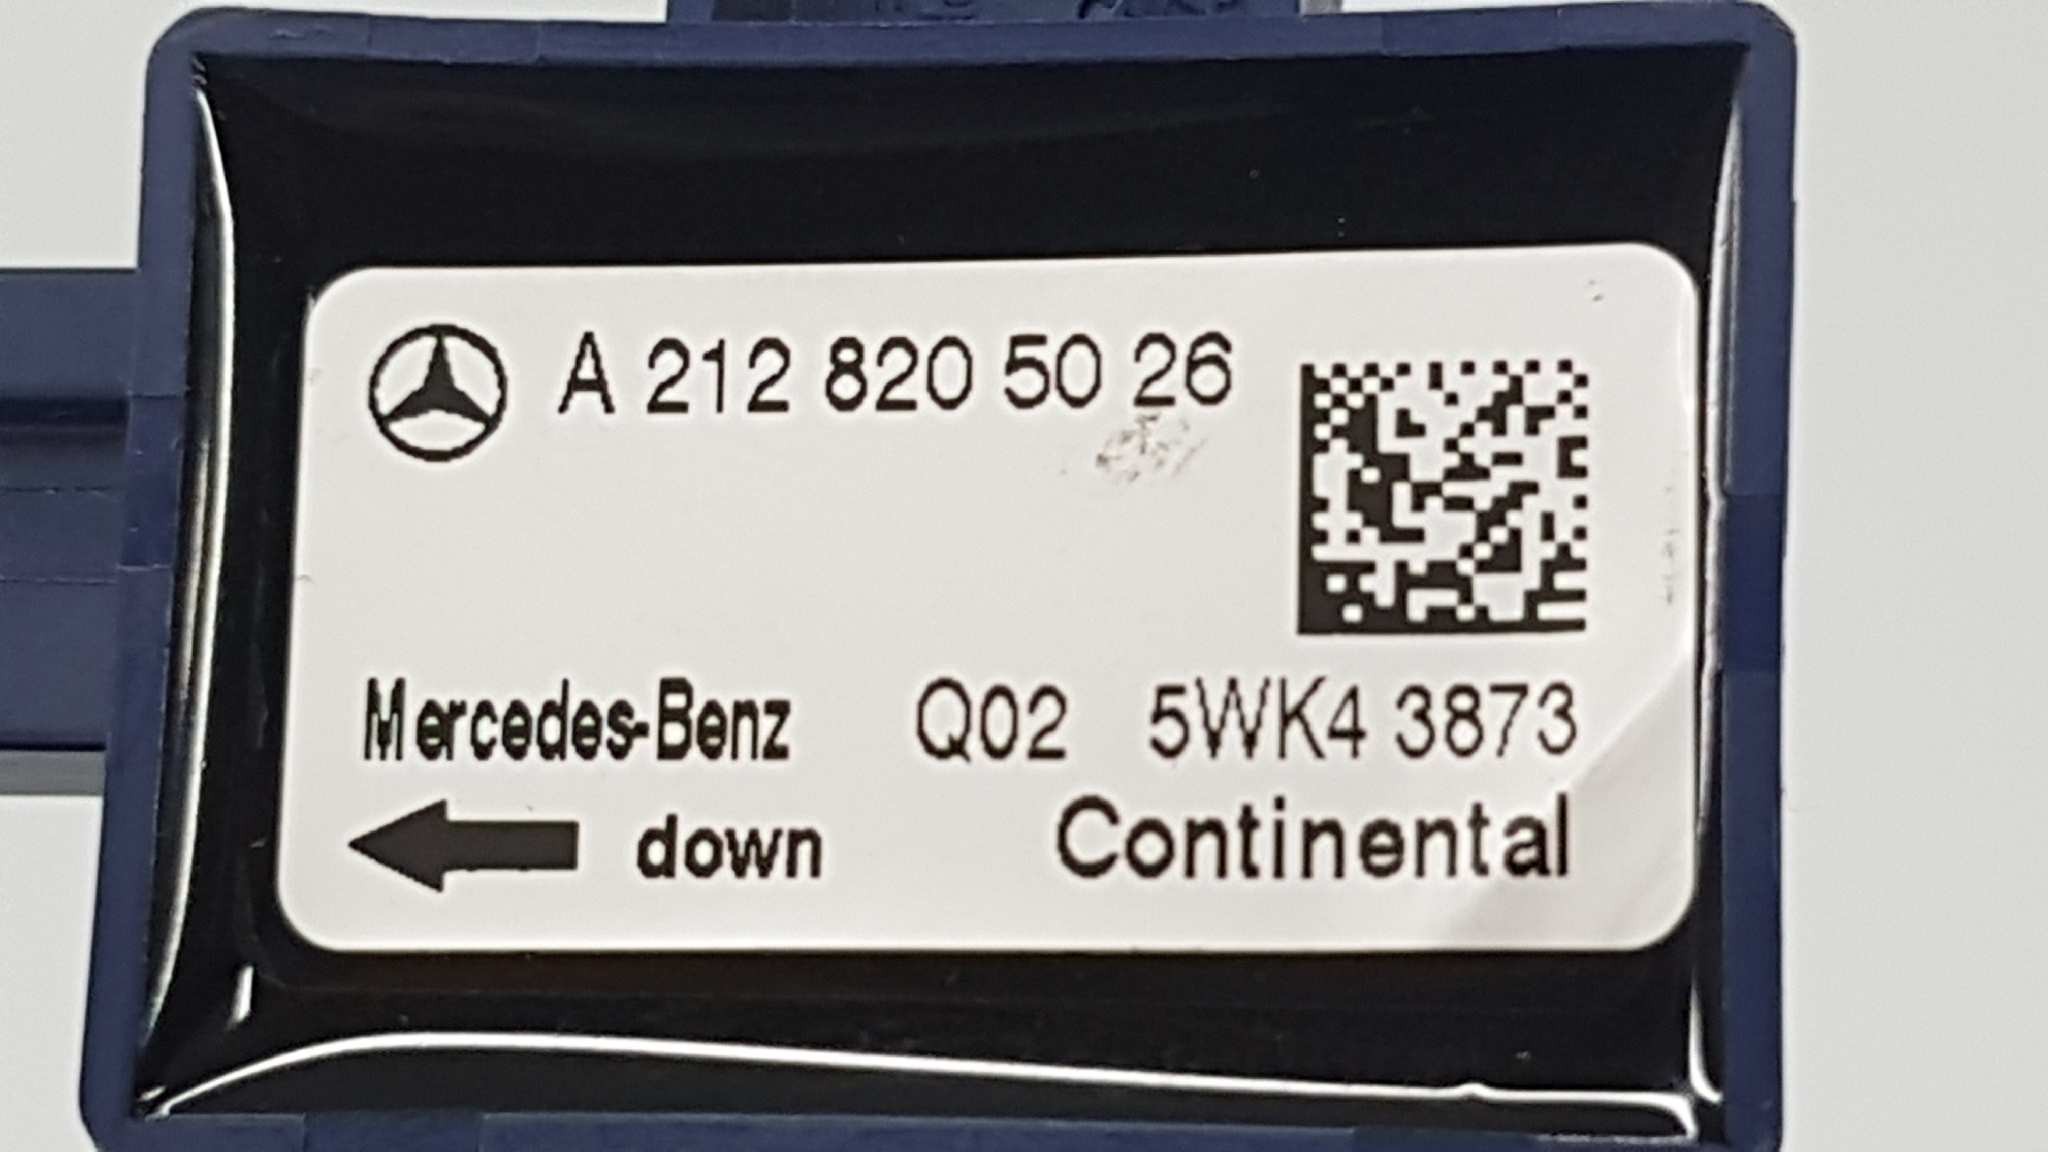 A 212 820 50 26
Mercedes-Benz Q02 5WK4 3873
down Continental